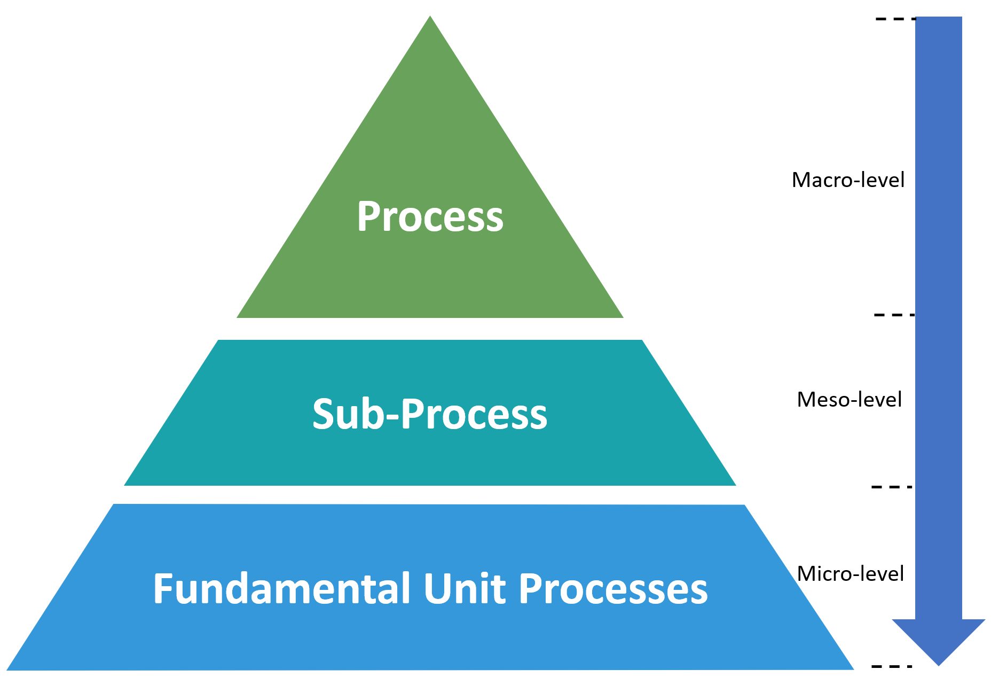 Process
Macro-level
Sub-Process
Meso-level
Fundamental Unit Processes
Micro-level